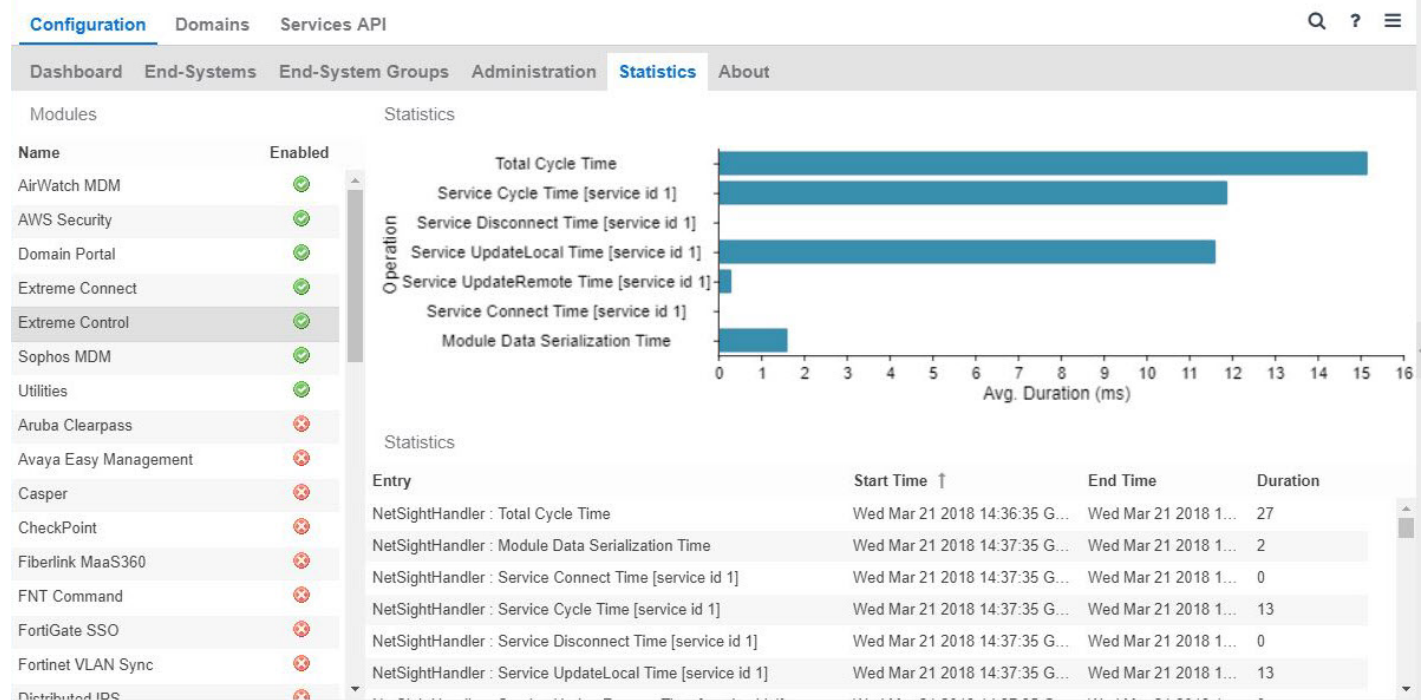 Configuration Domains Services API ?
Dashboard End-Systems End-System Groups Administration Statistics About
Modules
Name Enabled
AirWatch MDM
AWS Security
Domain Portal
Extreme Connect
Extreme Control
Sophos MDM
Utilities
Aruba Clearpass
Avaya Easy Management
Casper
CheckPoint
Fiberlink MaaS360
FNT Command
FortiGate SSO
Fortinet VLAN Sync
Distributed IPS
Statistics
Operation
Total Cycle Time
Service Cycle Time [service id 1]
Service Disconnect Time [service id 1]
Service UpdateLocal Time [service id 1]
Service UpdateRemote Time [service id 1]
Service Connect Time [service id 1]
Module Data Serialization Time
0 1 2 3 4 5 6 7 8 9 10 11 12 13 14 15 16
Avg. Duration (ms)
Statistics
Entry Start Time ↑ End Time Duration
NetSightHandler : Total Cycle Time Wed Mar 21 2018 14:36:35 G... Wed Mar 21 2018 1... 27
NetSightHandler : Module Data Serialization Time Wed Mar 21 2018 14:37:35 G... Wed Mar 21 2018 1... 2
NetSightHandler : Service Connect Time [service id 1] Wed Mar 21 2018 14:37:35 G... Wed Mar 21 2018 1... 0
NetSightHandler : Service Cycle Time [service id 1] Wed Mar 21 2018 14:37:35 G... Wed Mar 21 2018 1... 13
NetSightHandler : Service Disconnect Time [service id 1] Wed Mar 21 2018 14:37:35 G... Wed Mar 21 2018 1... 0
NetSightHandler : Service UpdateLocal Time [service id 1] Wed Mar 21 2018 14:37:35 G... Wed Mar 21 2018 1... 13